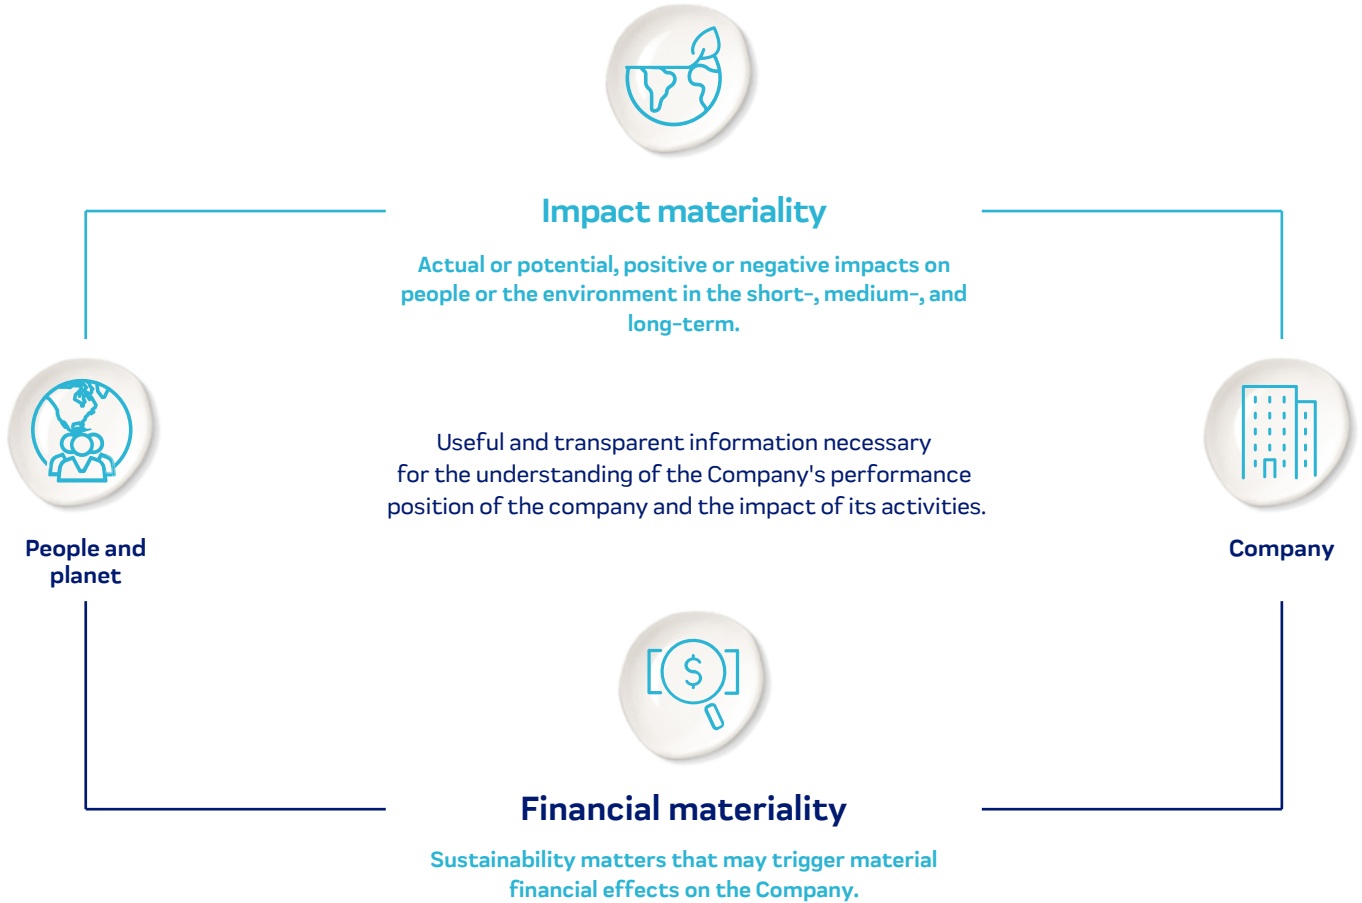 Impact materiality
Actual or potential, positive or negative impacts on
people or the environment in the short-, medium-, and
long-term.
Useful and transparent information necessary
for the understanding of the Company's performance
position of the company and the impact of its activities.
People and
planet
Company
$
Financial materiality
Sustainability matters that may trigger material
financial effects on the Company.